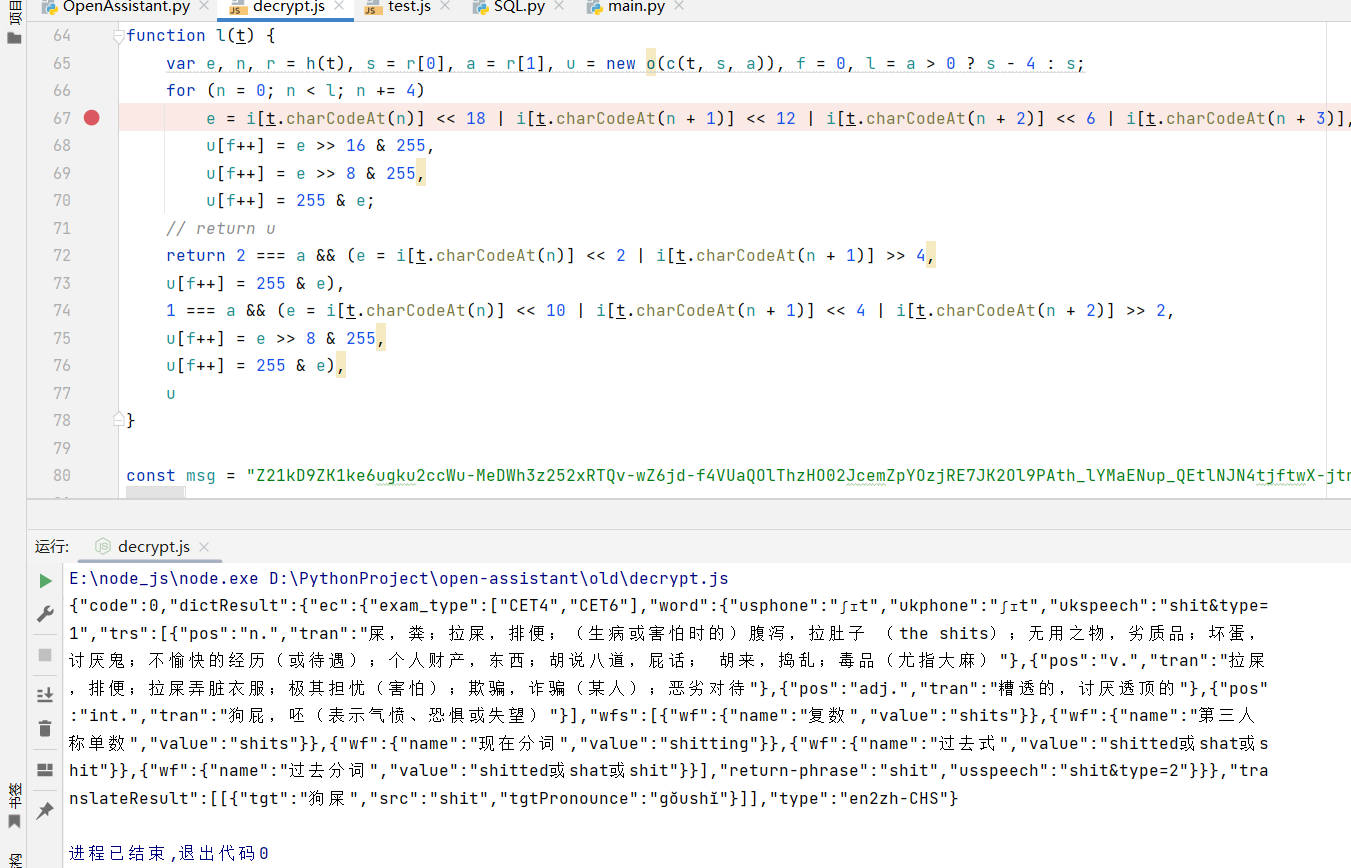 项目
OpenAssistant.py × decrypt.js × test.js × SQL.py × main.py ×
64 function l(t) {
65 var e, n, r = h(t), s = r[0], a = r[1], u = new o(c(t, s, a)), f = 0, l = a > 0 ? s - 4 : s;
66 for (n = 0; n < l; n += 4)
67 e = i[t.charCodeAt(n)] << 18 | i[t.charCodeAt(n + 1)] << 12 | i[t.charCodeAt(n + 2)] << 6 | i[t.charCodeAt(n + 3)],
68 u[f++] = e >> 16 & 255,
69 u[f++] = e >> 8 & 255,
70 u[f++] = 255 & e;
71 // return u
72 return 2 === a && (e = i[t.charCodeAt(n)] << 2 | i[t.charCodeAt(n + 1)] >> 4,
73 u[f++] = 255 & e),
74 1 === a && (e = i[t.charCodeAt(n)] << 10 | i[t.charCodeAt(n + 1)] << 4 | i[t.charCodeAt(n + 2)] >> 2,
75 u[f++] = e >> 8 & 255,
76 u[f++] = 255 & e),
77 u
78 }
79
80 const msg = "Z21kD9ZK1ke6ugku2ccWu-MeDWh3z252xRTQv-wZ6jd-f4VUaQOlThzHO02JcemZpYOzjRE7JK2Ol9PAth_lYMaENup_QEtlNJN4tjftwX-jtn
运行: decrypt.js ×
E:\node_js\node.exe D:\PythonProject\open-assistant\old\decrypt.js
{"code":0,"dictResult":{"ec":{"exam_type":["CET4","CET6"],"word":{"usphone":"ʃɪt","ukphone":"ʃɪt","ukspeech":"shit&type=
1","trs":[{"pos":"n.","tran":"屎，粪；拉屎，排便；（生病或害怕时的）腹泻，拉肚子 （the shits）；无用之物，劣质品；坏蛋，
讨厌鬼；不愉快的经历（或待遇）；个人财产，东西；胡说八道，屁话； 胡来，捣乱；毒品（尤指大麻）"},{"pos":"v.","tran":"拉屎
，排便；拉屎弄脏衣服；极其担忧（害怕）；欺骗，诈骗（某人）；恶劣对待"},{"pos":"adj.","tran":"糟透的，讨厌透顶的"},{"pos"
:"int.","tran":"狗屁，呸（表示气愤、恐惧或失望）"}],"wfs":[{"wf":{"name":"复数","value":"shits"}},{"wf":{"name":"第三人
称单数","value":"shits"}},{"wf":{"name":"现在分词","value":"shitting"}},{"wf":{"name":"过去式","value":"shitted或shat或s
hit"}},{"wf":{"name":"过去分词","value":"shitted或shat或shit"}}],"return-phrase":"shit","usspeech":"shit&type=2"}}},"tra
nslateResult":[[{"tgt":"狗屎","src":"shit","tgtPronounce":"gǒushǐ"}]],"type":"en2zh-CHS"}
进程已结束,退出代码0
书签